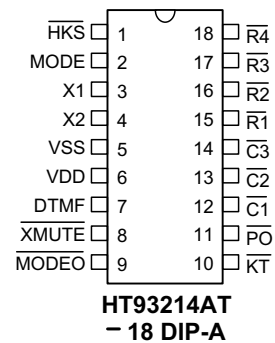 HKS 1 18 R4
MODE 2 17 R3
X1 3 16 R2
X2 4 15 R1
VSS 5 14 C3
VDD 6 13 C2
DTMF 7 12 C1
XMUTE 8 11 PO
MODEO 9 10 KT
HT93214AT
– 18 DIP-A